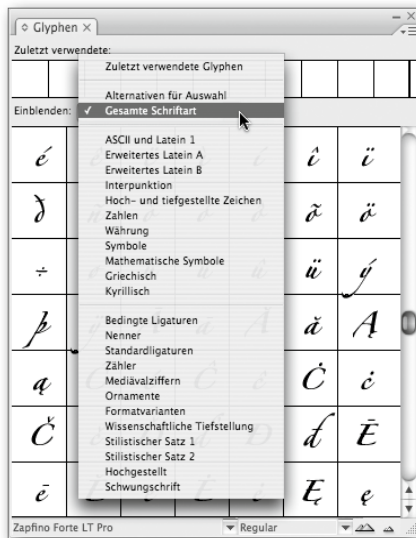 Glyphen
Zuletzt verwendete:
Zuletzt verwendete Glyphen
Alternativen für Auswahl
Einblenden: ✓ Gesamte Schriftart
ASCII und Latein 1
Erweitertes Latein A
Erweitertes Latein B
Interpunktion
Hoch- und tiefgestellte Zeichen
Zahlen
Währung
Symbole
Mathematische Symbole
Griechisch
Kyrillisch
Bedingte Ligaturen
Nenner
Standardligaturen
Zähler
Mediävalziffern
Ornamente
Formatvarianten
Wissenschaftliche Tiefstellung
Stilistischer Satz 1
Stilistischer Satz 2
Hochgestellt
Schwungschrift
é î ï
ð õ ö
÷ ü ý
þ ă Ą
ą Ċ ċ
Č ď Ē
ē Ę ę
Zapfino Forte LT Pro Regular